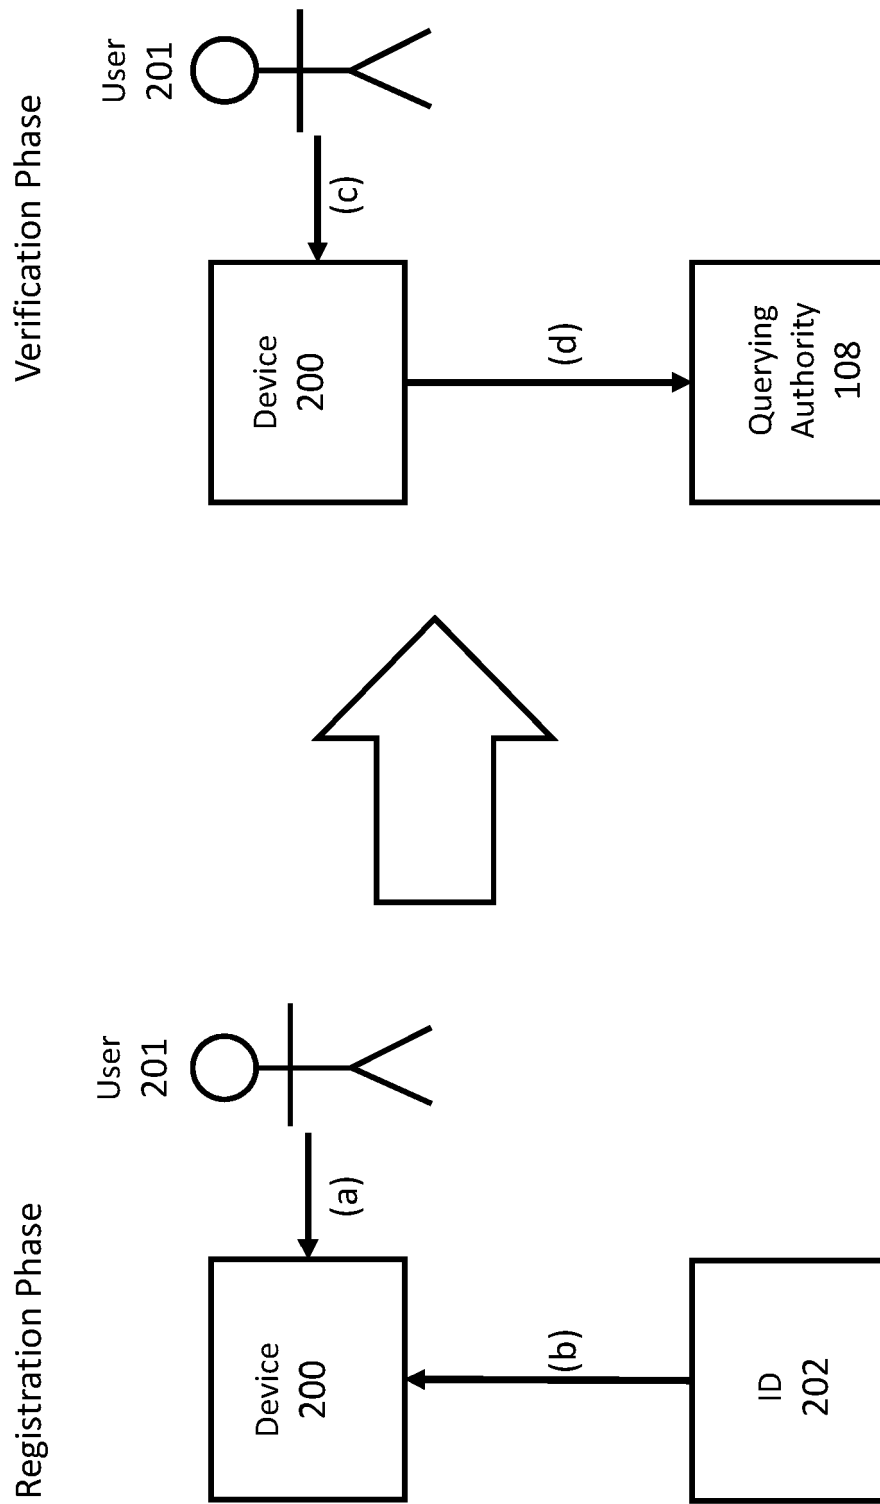 Registration Phase
User
201
Device
200
(a)
(b)
ID
202
Verification Phase
User
201
Device
200
(c)
(d)
Querying
Authority
108